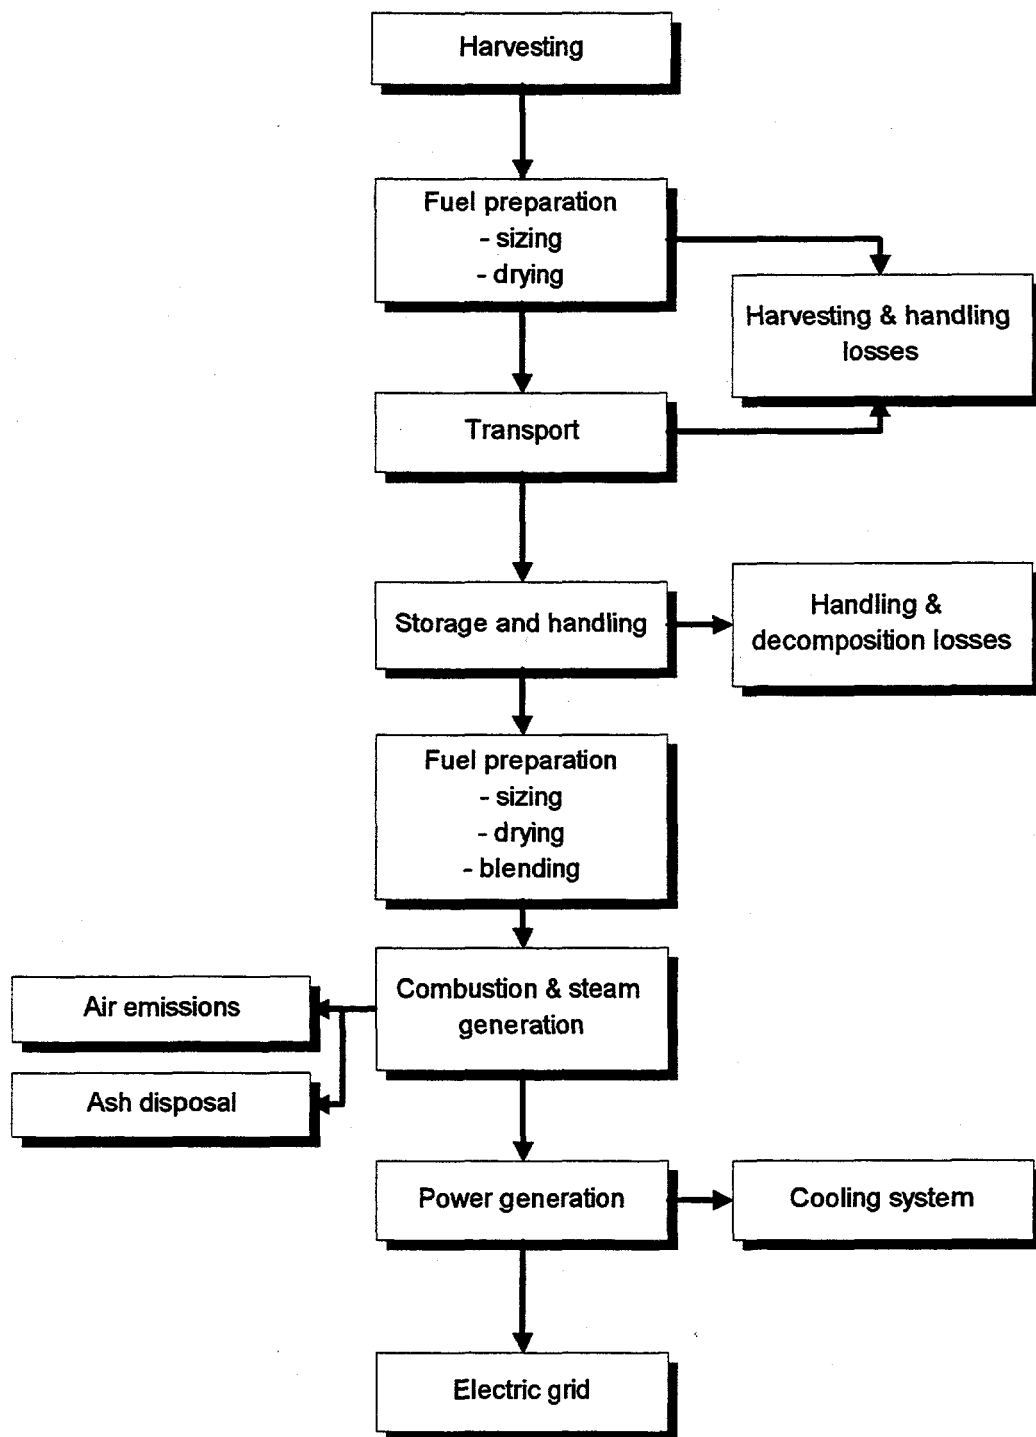 Harvesting
Fuel preparation
- sizing
- drying
Harvesting & handling
losses
Transport
Storage and handling
Handling &
decomposition losses
Fuel preparation
- sizing
- drying
- blending
Combustion & steam
generation
Air emissions
Ash disposal
Power generation
Cooling system
Electric grid